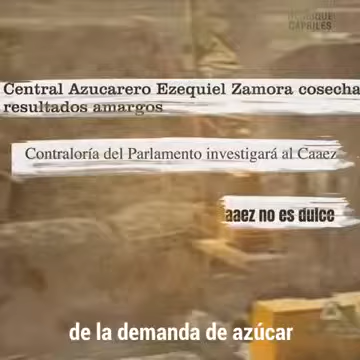 CAPRILES
Central Azucarero Ezequiel Zamora cosecha
resultados amargos
Contraloría del Parlamento investigará al Caaez
aaez no es dulce
de la demanda de azúcar